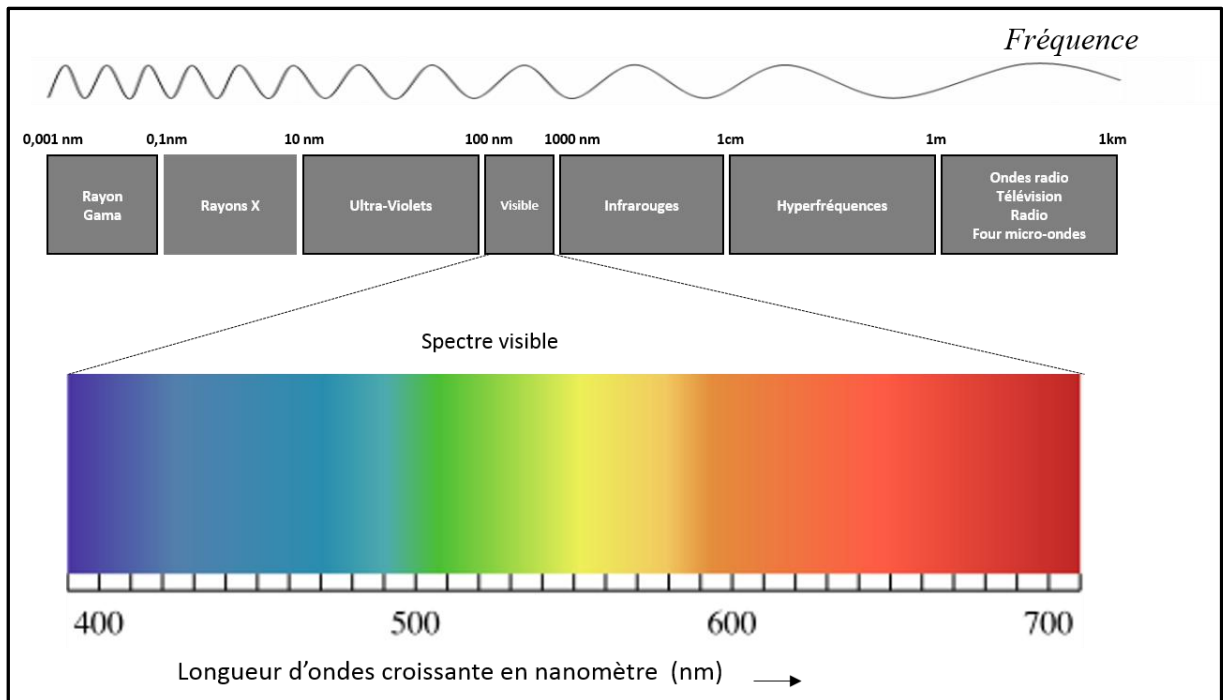 Fréquence
0,001 nm 0,1nm 10 nm 100 nm 1000 nm 1cm 1m 1km
Rayon
Gama
Rayons X
Ultra-Violets
Visible
Infrarouges
Hyperfréquences
Ondes radio
Télévision
Radio
Four micro-ondes
Spectre visible
400 500 600 700
Longueur d’ondes croissante en nanomètre (nm)